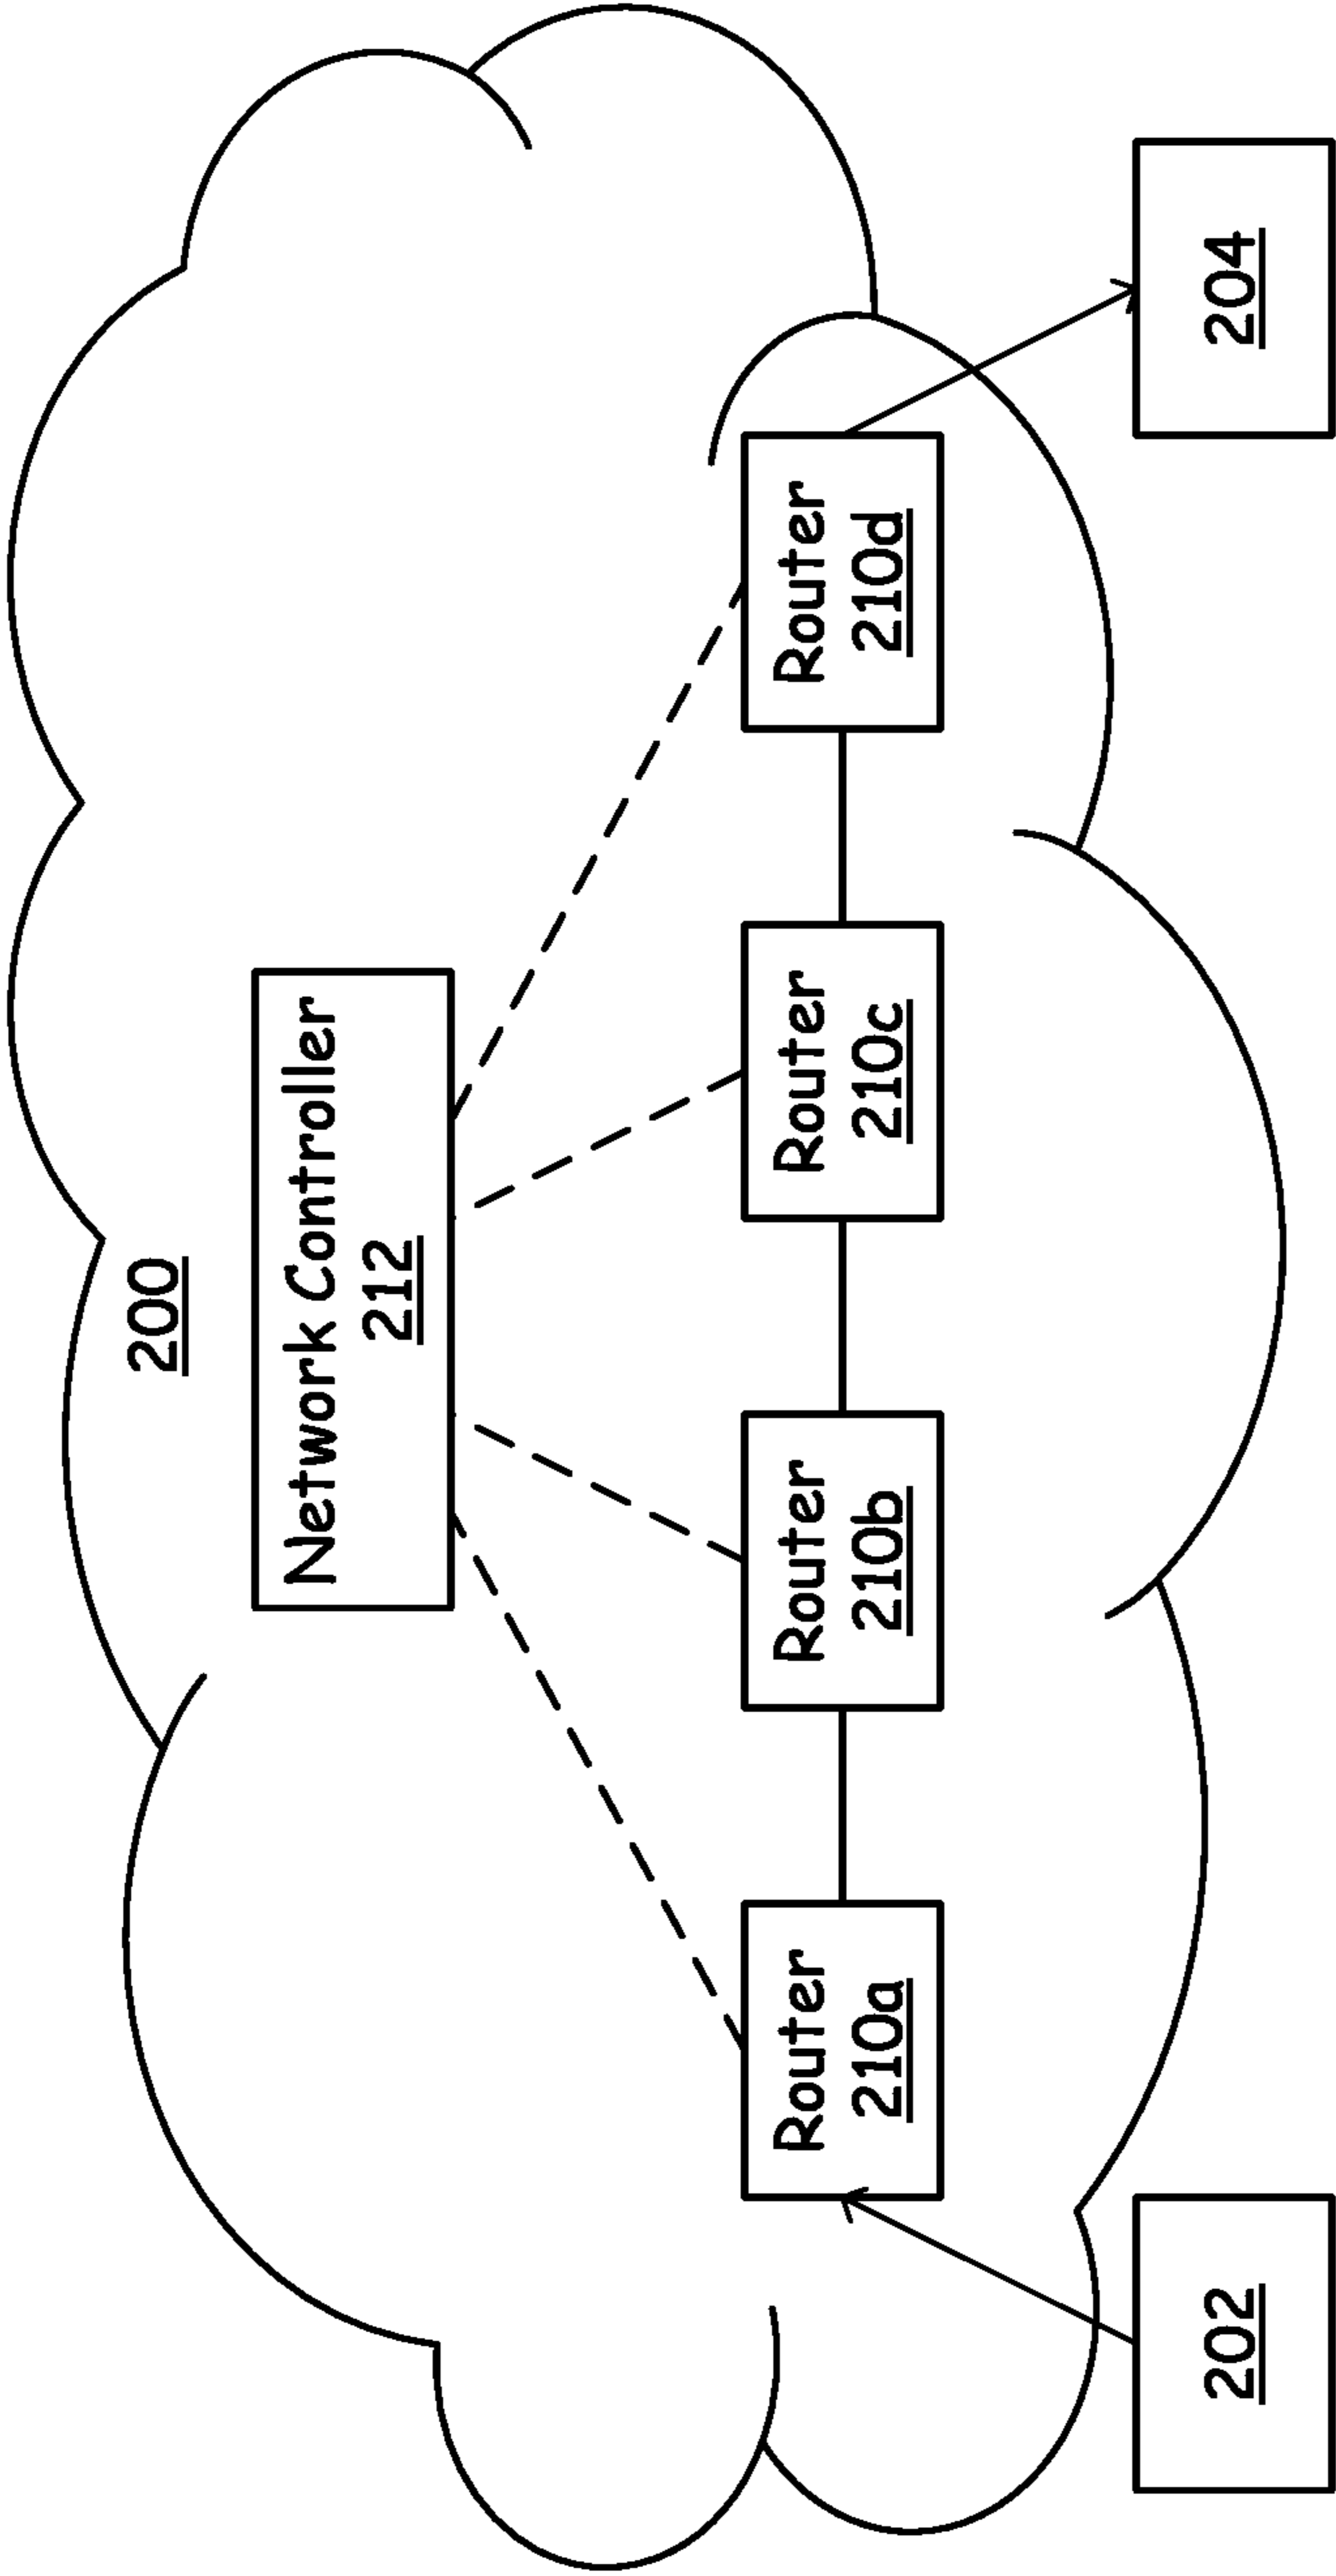 200
Network Controller
212
Router
210a
Router
210b
Router
210c
Router
210d
202
204